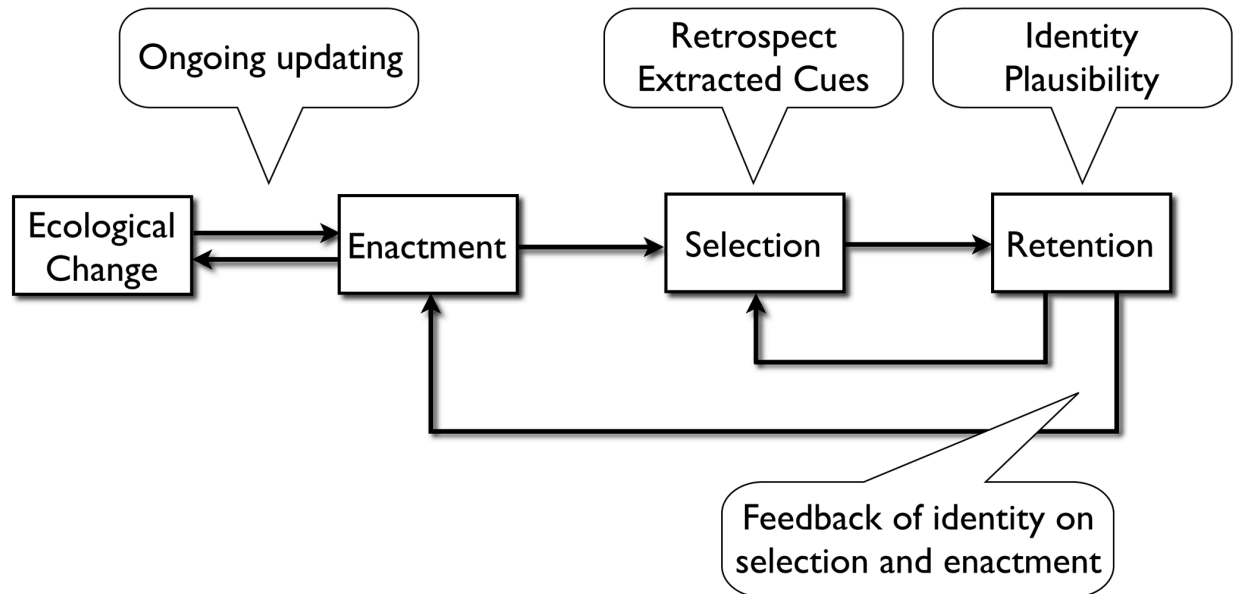 Ongoing updating
Retrospect
Extracted Cues
Identity
Plausibility
Ecological
Change
Enactment
Selection
Retention
Feedback of identity on
selection and enactment